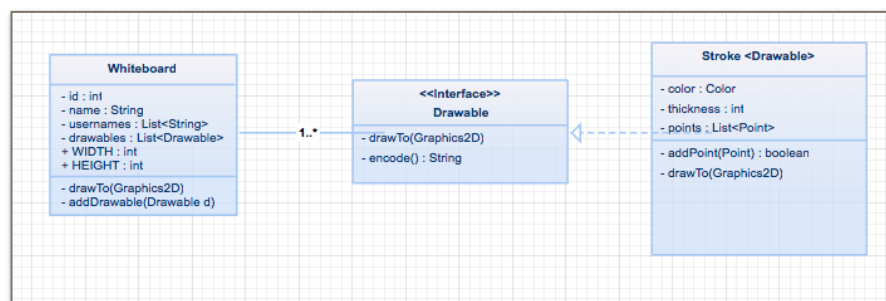 Whiteboard
- id : int
- name : String
- usernames : List<String>
- drawables : List<Drawable>
+ WIDTH : int
+ HEIGHT : int
- drawTo(Graphics2D)
- addDrawable(Drawable d)
1..*
<<Interface>>
Drawable
- drawTo(Graphics2D)
- encode() : String
Stroke <Drawable>
- color : Color
- thickness : int
- points : List<Point>
- addPoint(Point) : boolean
- drawTo(Graphics2D)